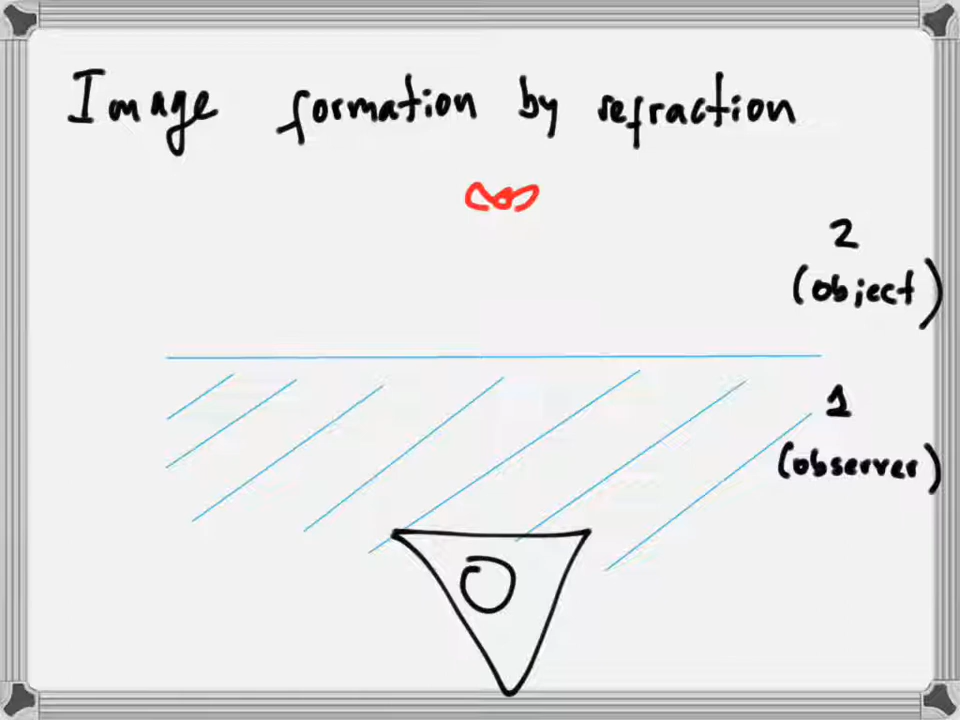 Image formation by refraction
2
(object)
1
(observer)